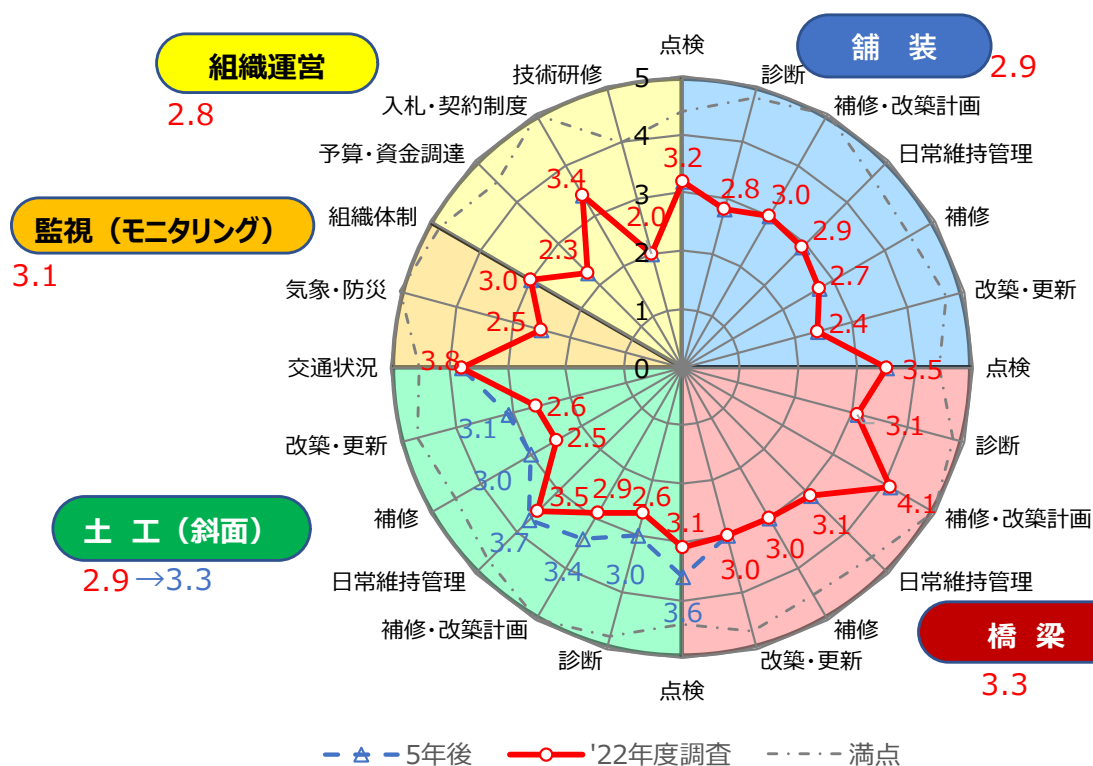 組織運営
2.8
監視（モニタリング）
3.1
土 工（斜面）
2.9→3.3
舗 装
2.9
橋 梁
3.3
点検
診断
補修・改築計画
日常維持管理
補修
改築・更新
点検
診断
補修・改築計画
日常維持管理
補修
改築・更新
点検
診断
補修・改築計画
日常維持管理
補修
改築・更新
交通状況
気象・防災
組織体制
予算・資金調達
入札・契約制度
技術研修
5
4
3
2
1
0
3.2
2.8
3.0
2.9
2.7
2.4
3.5
3.1
4.1
3.1
3.0
3.0
3.1
2.6
2.9
3.5
2.5
2.6
3.8
2.5
3.0
2.3
3.4
2.0
3.6
3.0
3.4
3.7
3.0
3.1
5年後
'22年度調査
満点